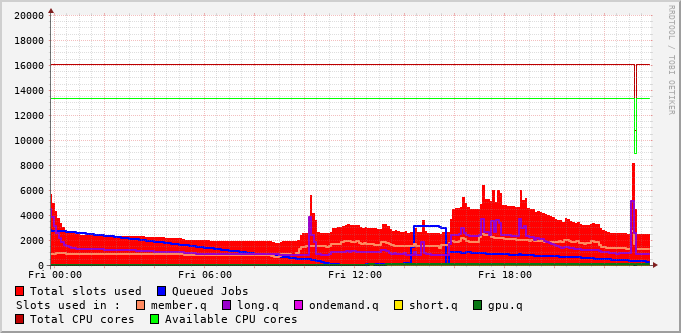 20000
18000
16000
14000
12000
10000
8000
6000
4000
2000
0
Fri 00:00 Fri 06:00 Fri 12:00 Fri 18:00
Total slots used Queued Jobs
Slots used in : member.q long.q ondemand.q short.q gpu.q
Total CPU cores Available CPU cores
RRDTOOL / TOBI OETIKER